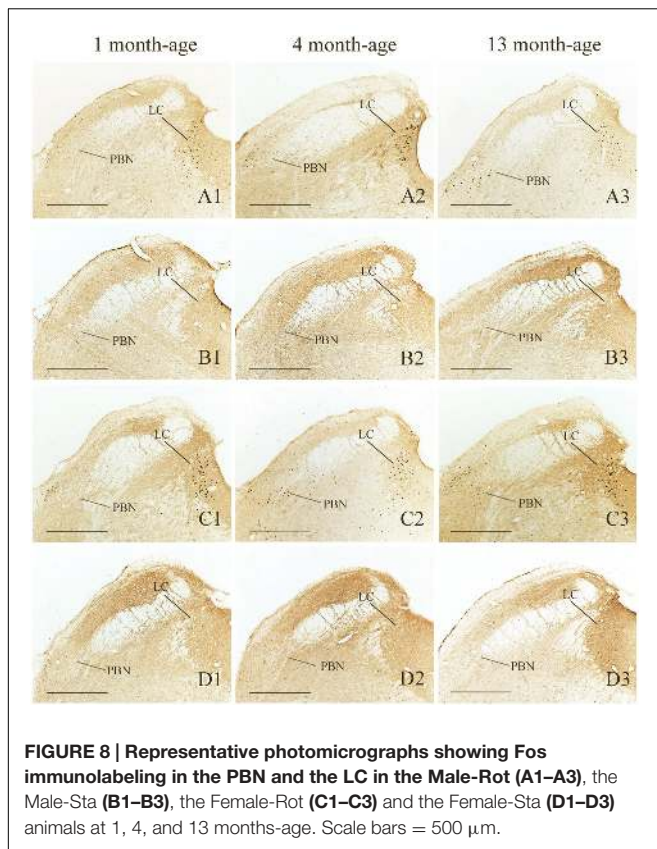 1 month-age 4 month-age 13 month-age
LC LC LC
PBN PBN PBN
A1 A2 A3
LC LC LC
PBN PBN PBN
B1 B2 B3
LC LC LC
PBN PBN PBN
C1 C2 C3
LC LC LC
PBN PBN PBN
D1 D2 D3
FIGURE 8 | Representative photomicrographs showing Fos
immunolabeling in the PBN and the LC in the Male-Rot (A1–A3), the
Male-Sta (B1–B3), the Female-Rot (C1–C3) and the Female-Sta (D1–D3)
animals at 1, 4, and 13 months-age. Scale bars = 500 μm.